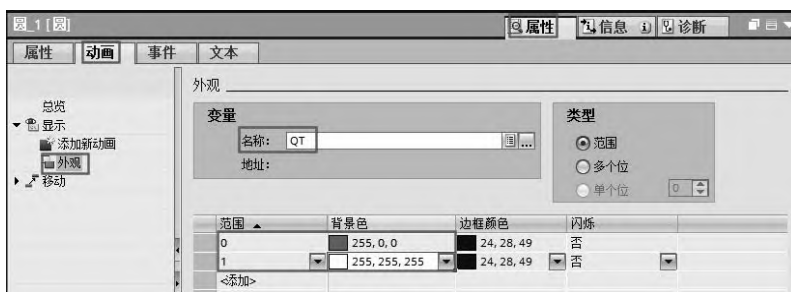 圆_1 [圆]
属性 信息 诊断
属性 动画 事件 文本
总览
显示
添加新动画
外观
移动
外观
变量
名称: QT
地址:
类型
范围
多个位
单个位 0
范围 背景色 边框颜色 闪烁
0 255, 0, 0 24, 28, 49 否
1 255, 255, 255 24, 28, 49 否
<添加>